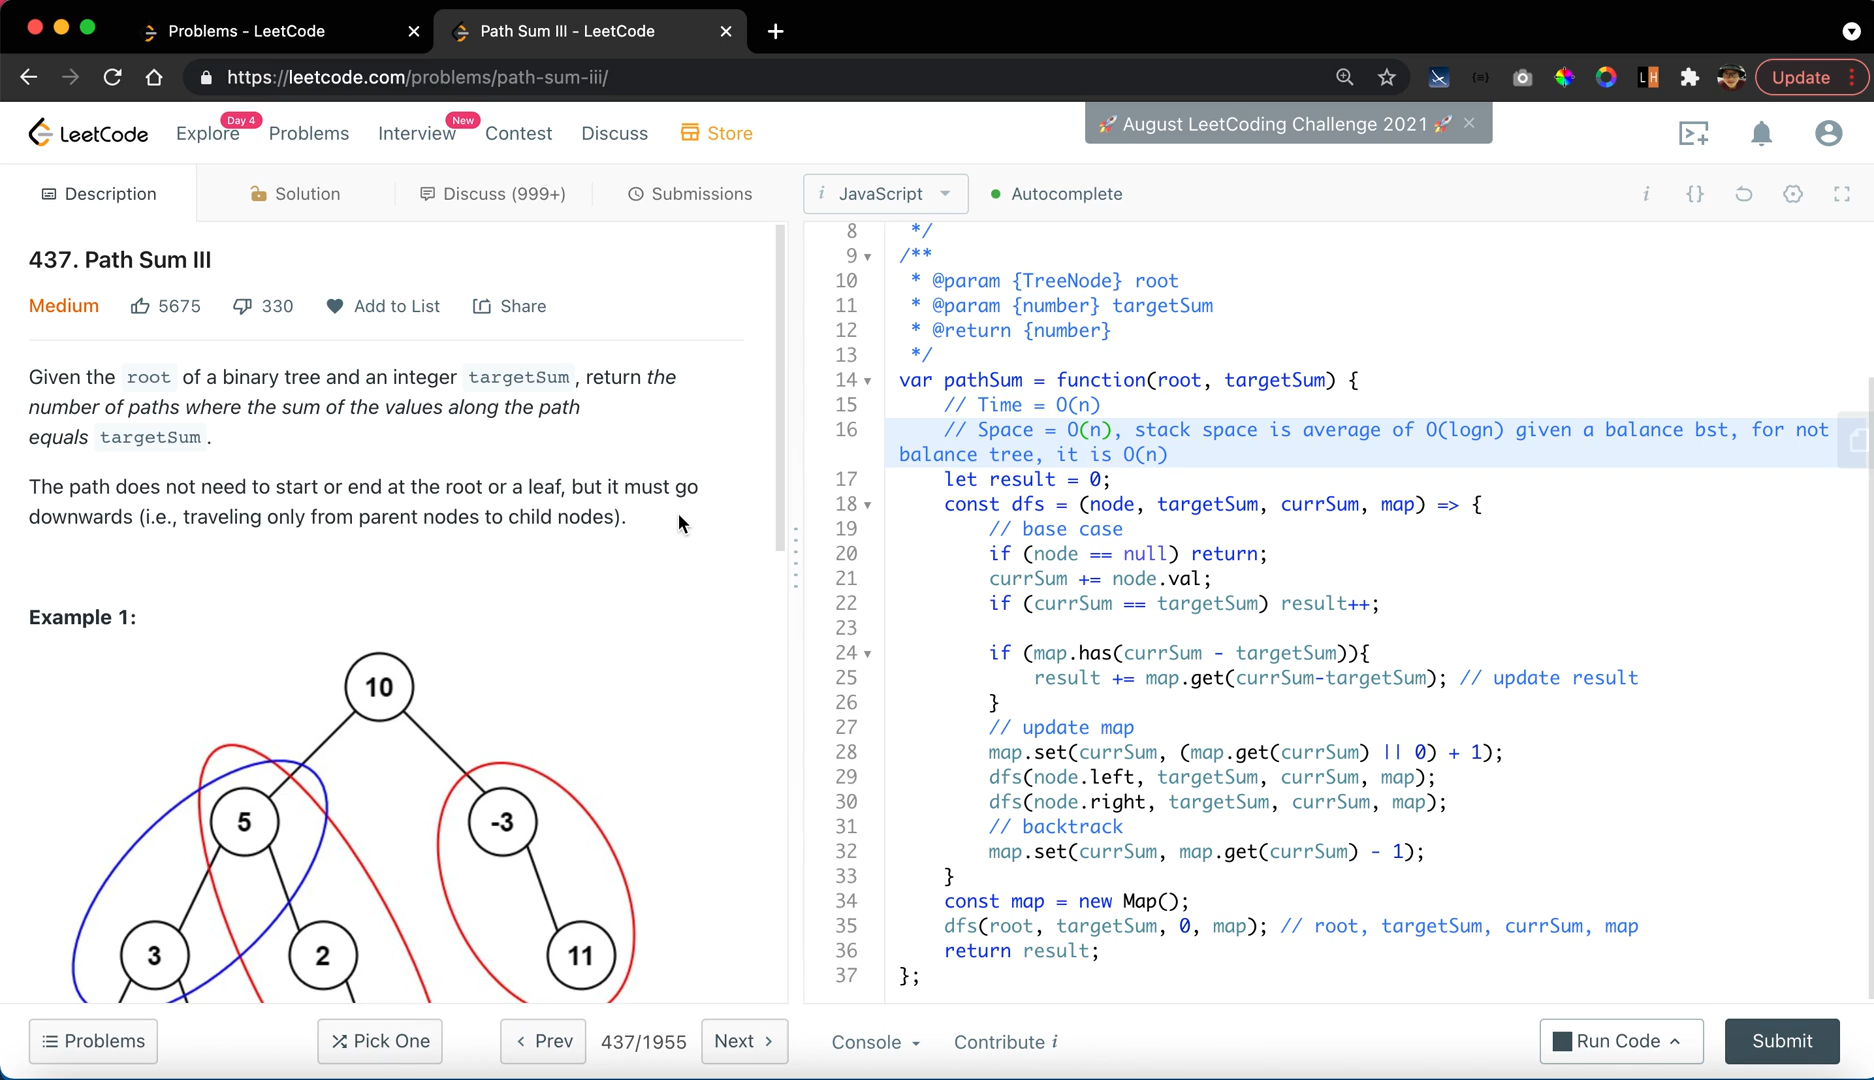 Problems - LeetCode
Path Sum III - LeetCode
https://leetcode.com/problems/path-sum-iii/
Update
LeetCode
Explore
Day 4
Problems
Interview
New
Contest
Discuss
Store
🚀 August LeetCoding Challenge 2021 🚀
Description
Solution
Discuss (999+)
Submissions
i JavaScript
Autocomplete
437. Path Sum III
Medium
5675
330
Add to List
Share
Given the root of a binary tree and an integer targetSum, return the
number of paths where the sum of the values along the path
equals targetSum.
The path does not need to start or end at the root or a leaf, but it must go
downwards (i.e., traveling only from parent nodes to child nodes).
Example 1:
10
5
-3
3
2
11
8 */
9 /**
10 * @param {TreeNode} root
11 * @param {number} targetSum
12 * @return {number}
13 */
14 var pathSum = function(root, targetSum) {
15 // Time = O(n)
16 // Space = O(n), stack space is average of O(logn) given a balance bst, for not
balance tree, it is O(n)
17 let result = 0;
18 const dfs = (node, targetSum, currSum, map) => {
19 // base case
20 if (node == null) return;
21 currSum += node.val;
22 if (currSum == targetSum) result++;
23
24 if (map.has(currSum - targetSum)){
25 result += map.get(currSum-targetSum); // update result
26 }
27 // update map
28 map.set(currSum, (map.get(currSum) || 0) + 1);
29 dfs(node.left, targetSum, currSum, map);
30 dfs(node.right, targetSum, currSum, map);
31 // backtrack
32 map.set(currSum, map.get(currSum) - 1);
33 }
34 const map = new Map();
35 dfs(root, targetSum, 0, map); // root, targetSum, currSum, map
36 return result;
37 };
Problems
Pick One
Prev
437/1955
Next
Console
Contribute i
Run Code
Submit